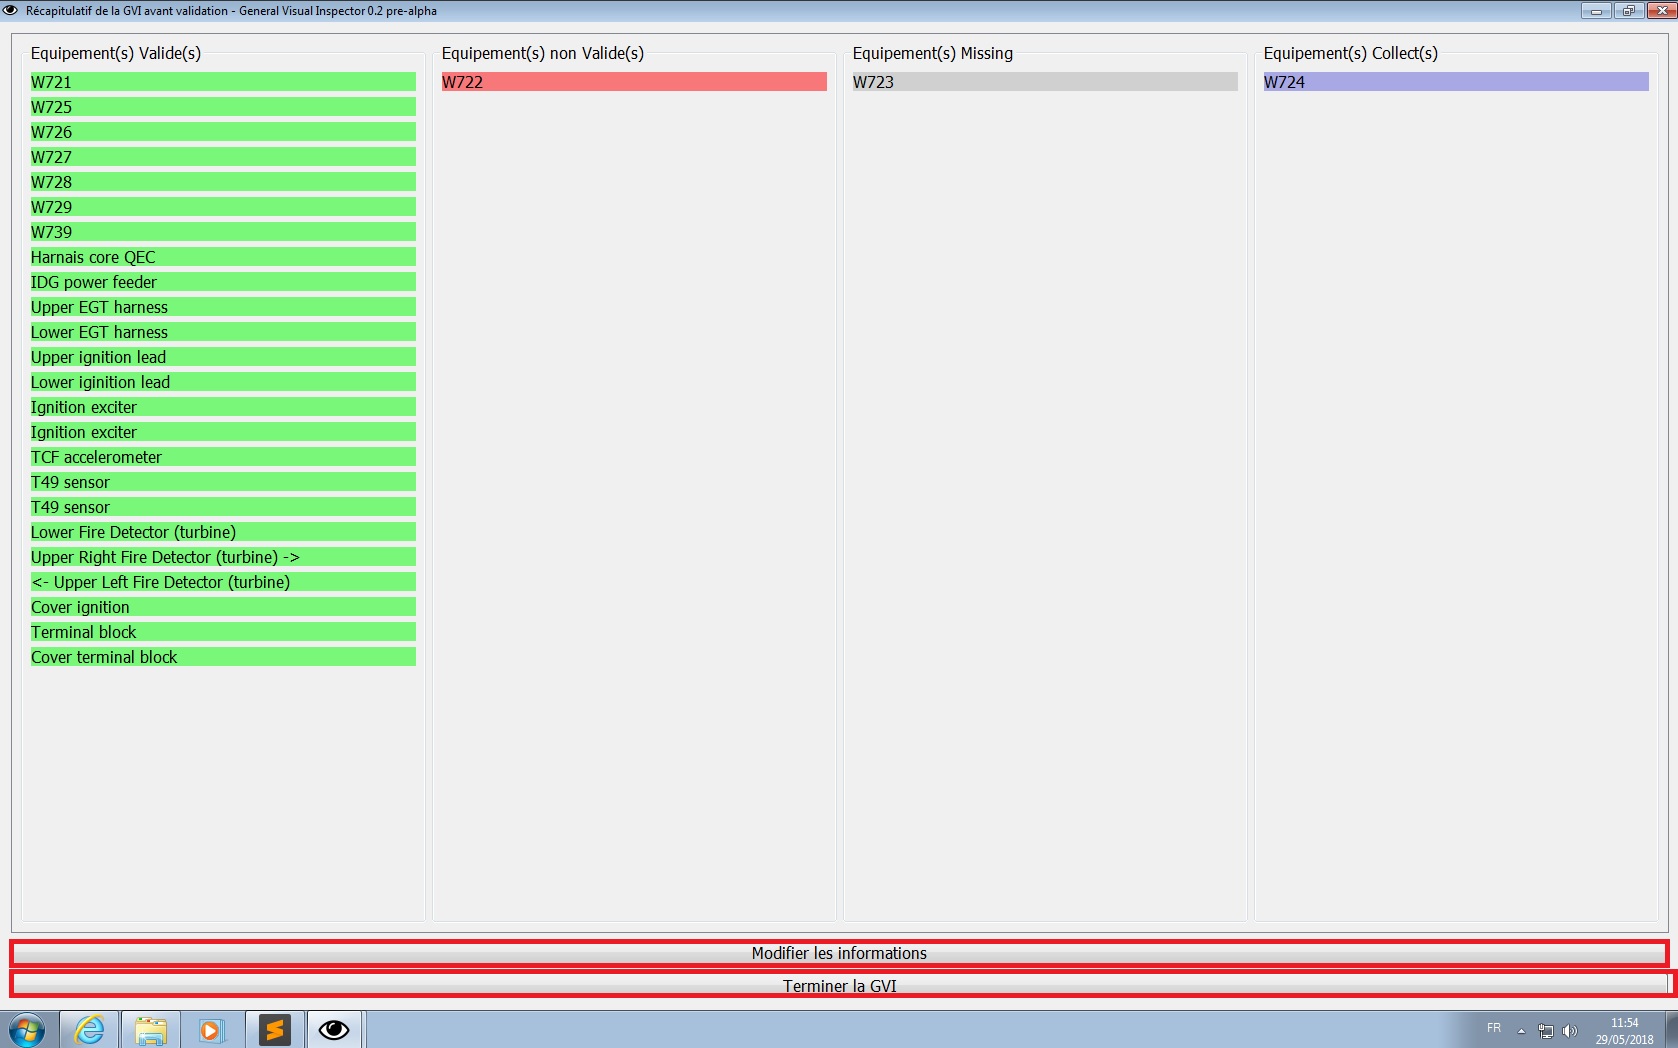 Récapitulatif de la GVI avant validation - General Visual Inspector 0.2 pre-alpha
Equipement(s) Valide(s)
W721
W725
W726
W727
W728
W729
W739
Harnais core QEC
IDG power feeder
Upper EGT harness
Lower EGT harness
Upper ignition lead
Lower iginition lead
Ignition exciter
Ignition exciter
TCF accelerometer
T49 sensor
T49 sensor
Lower Fire Detector (turbine)
Upper Right Fire Detector (turbine) ->
<- Upper Left Fire Detector (turbine)
Cover ignition
Terminal block
Cover terminal block
Equipement(s) non Valide(s)
W722
Equipement(s) Missing
W723
Equipement(s) Collect(s)
W724
Modifier les informations
Terminer la GVI
FR
11:54
29/05/2018